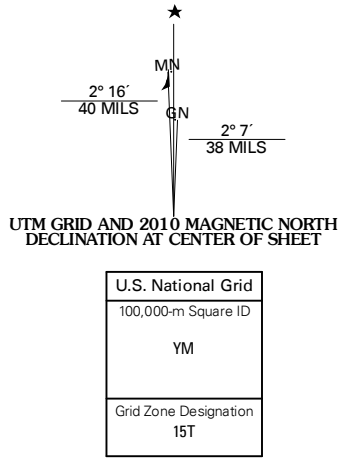 MN
2° 16´
40 MILS
GN
2° 7´
38 MILS
UTM GRID AND 2010 MAGNETIC NORTH
DECLINATION AT CENTER OF SHEET
U.S. National Grid
100,000-m Square ID
YM
Grid Zone Designation
15T